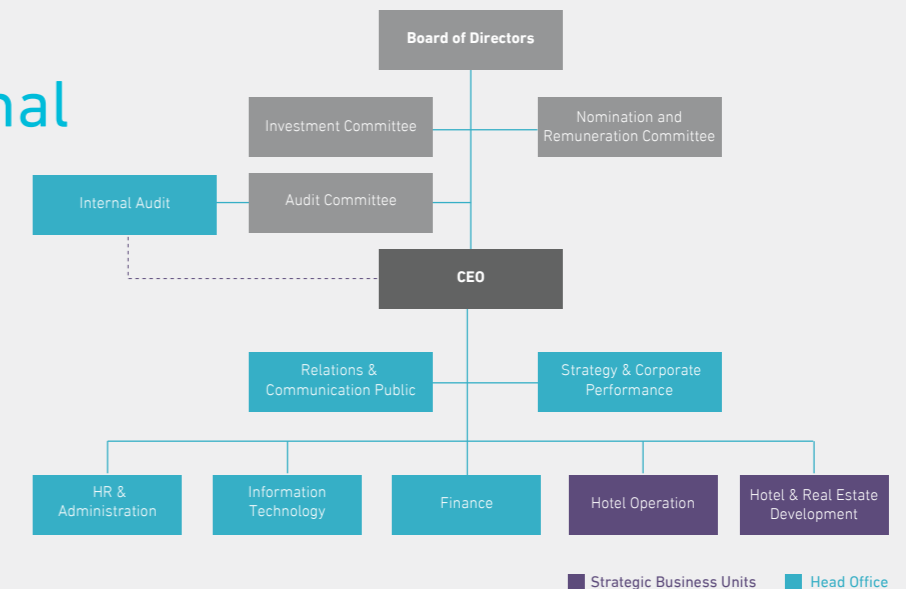 Board of Directors
nal
Investment Committee
Nomination and
Remuneration Committee
Internal Audit
Audit Committee
CEO
Relations &
Communication Public
Strategy & Corporate
Performance
HR &
Administration
Information
Technology
Finance
Hotel Operation
Hotel & Real Estate
Development
Strategic Business Units
Head Office